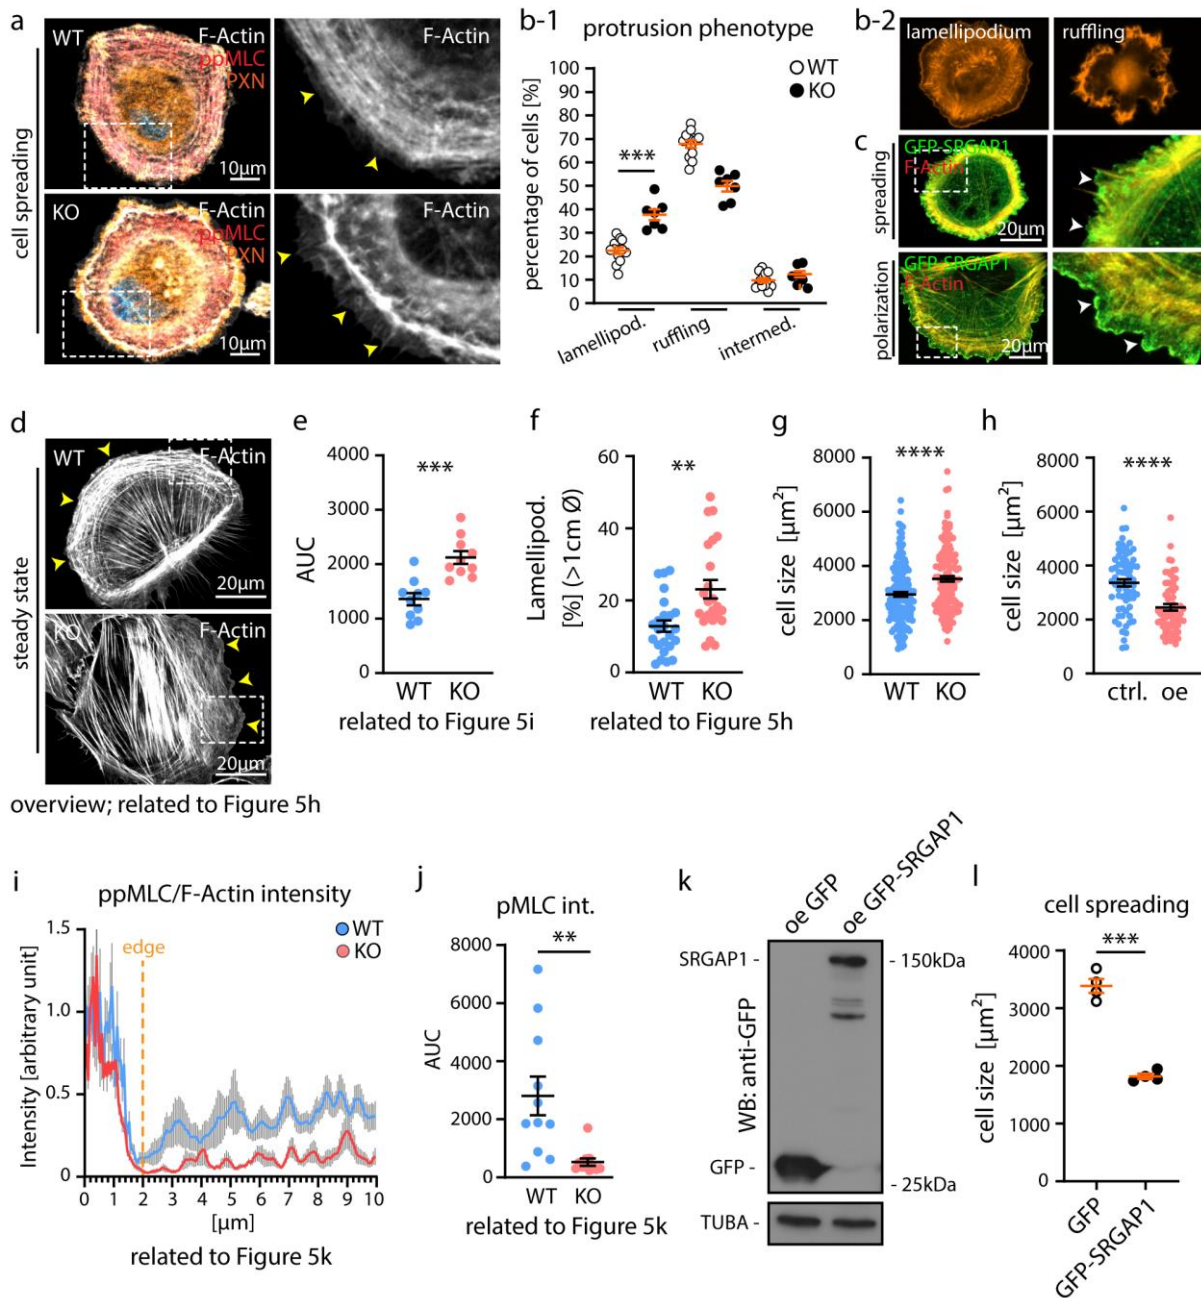 a
WT
F-Actin
ppMLC
PXN
10µm
F-Actin
KO
F-Actin
ppMLC
PXN
10µm
F-Actin
cell spreading
b-1
protrusion phenotype
percentage of cells [%]
100
90
80
70
60
50
40
30
20
10
0
WT
KO
***
lamellipod.
ruffling
intermed.
b-2
lamellipodium
ruffling
c
GFP-SRGAP1
F-Actin
20µm
spreading
GFP-SRGAP1
F-Actin
20µm
polarization
d
WT
F-Actin
20µm
KO
F-Actin
20µm
steady state
overview; related to Figure 5h
e
AUC
4000
3000
2000
1000
0
***
WT KO
related to Figure 5i
f
Lamellipod.
[%] (>1cm Ø)
60
40
20
0
**
WT KO
related to Figure 5h
g
cell size [µm²]
8000
6000
4000
2000
0
****
WT KO
h
cell size [µm²]
8000
6000
4000
2000
0
****
ctrl. oe
i
ppMLC/F-Actin intensity
Intensity [arbitrary unit]
1.5
1.0
0.5
0
edge
WT
KO
0 1 2 3 4 5 6 7 8 9 10
[µm]
related to Figure 5k
j
pMLC int.
AUC
8000
6000
4000
2000
0
**
WT KO
related to Figure 5k
k
oe GFP
oe GFP-SRGAP1
WB: anti-GFP
SRGAP1 -
- 150kDa
GFP -
- 25kDa
TUBA -
l
cell spreading
cell size [µm²]
4000
3000
2000
1000
0
***
GFP
GFP-SRGAP1